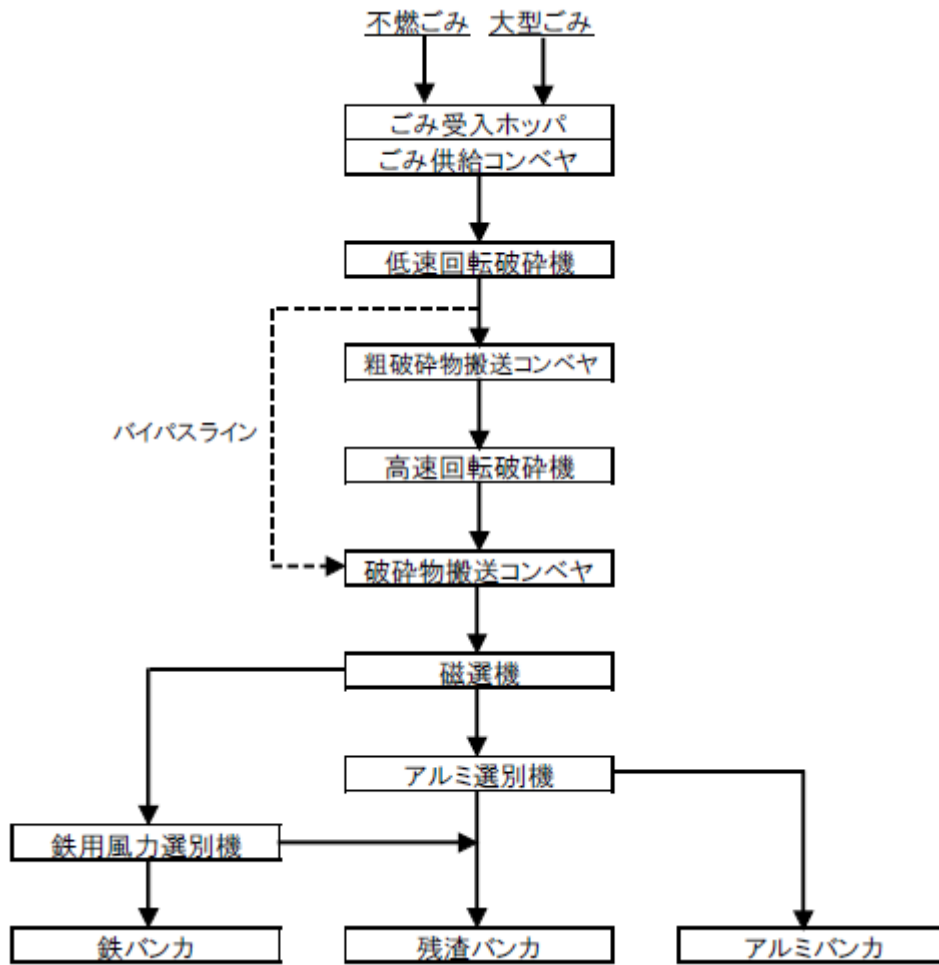 不燃ごみ 大型ごみ
ごみ受入ホッパ
ごみ供給コンベヤ
低速回転破砕機
粗破砕物搬送コンベヤ
バイパスライン
高速回転破砕機
破砕物搬送コンベヤ
磁選機
アルミ選別機
鉄用風力選別機
鉄バンカ 残渣バンカ アルミバンカ